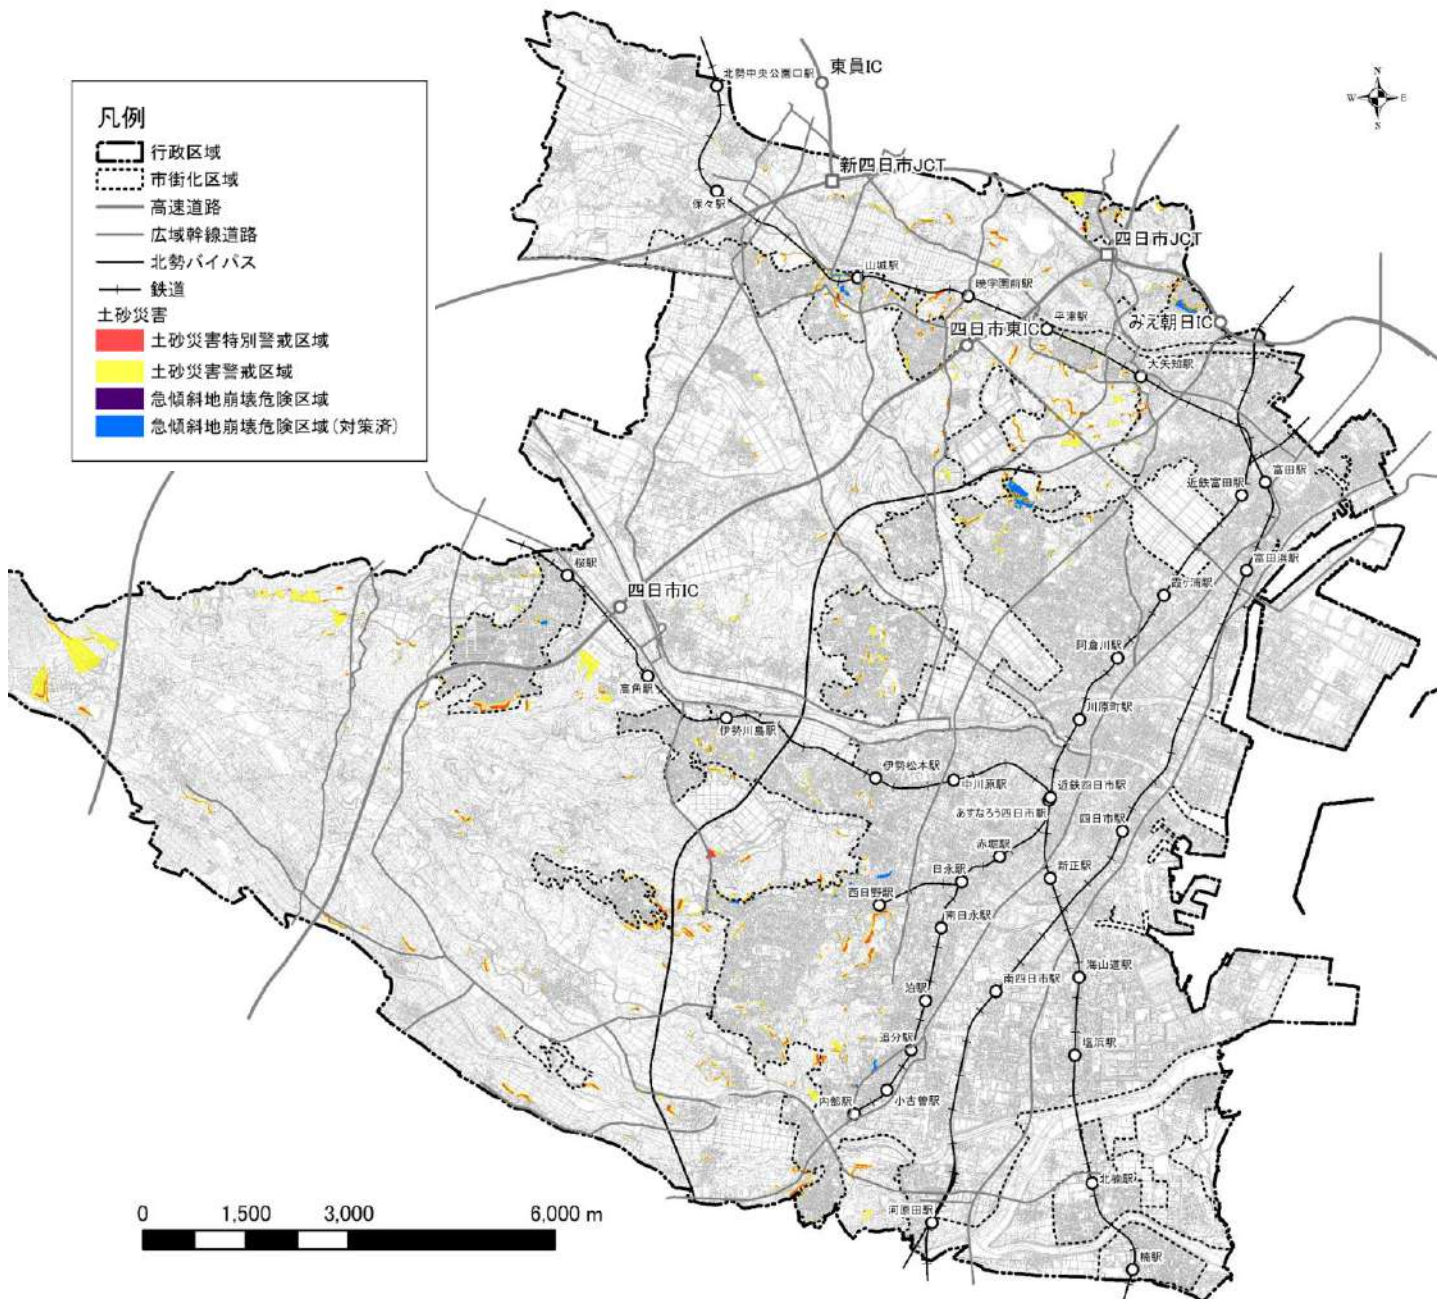 凡例
行政区域
市街化区域
高速道路
広域幹線道路
北勢バイパス
鉄道
土砂災害
土砂災害特別警戒区域
土砂災害警戒区域
急傾斜地崩壊危険区域
急傾斜地崩壊危険区域(対策済)
北勢中央公園口駅
東員IC
N
W
E
N
新四日市JCT
保々駅
四日市JCT
山城駅
暁学園前駅
平津駅
みえ朝日IC
四日市東IC
大矢知駅
富田駅
近鉄富田駅
富田浜駅
桜駅
四日市IC
霞ヶ浦駅
阿倉川駅
高角駅
川原町駅
伊勢川島駅
伊勢松本駅
中川原駅
近鉄四日市駅
あすなろう四日市駅
四日市駅
赤堀駅
日永駅
新正駅
西日野駅
南日永駅
海山道駅
泊駅
南四日市駅
追分駅
塩浜駅
内部駅
小古曽駅
北楠駅
河原田駅
楠駅
0
1,500
3,000
6,000 m